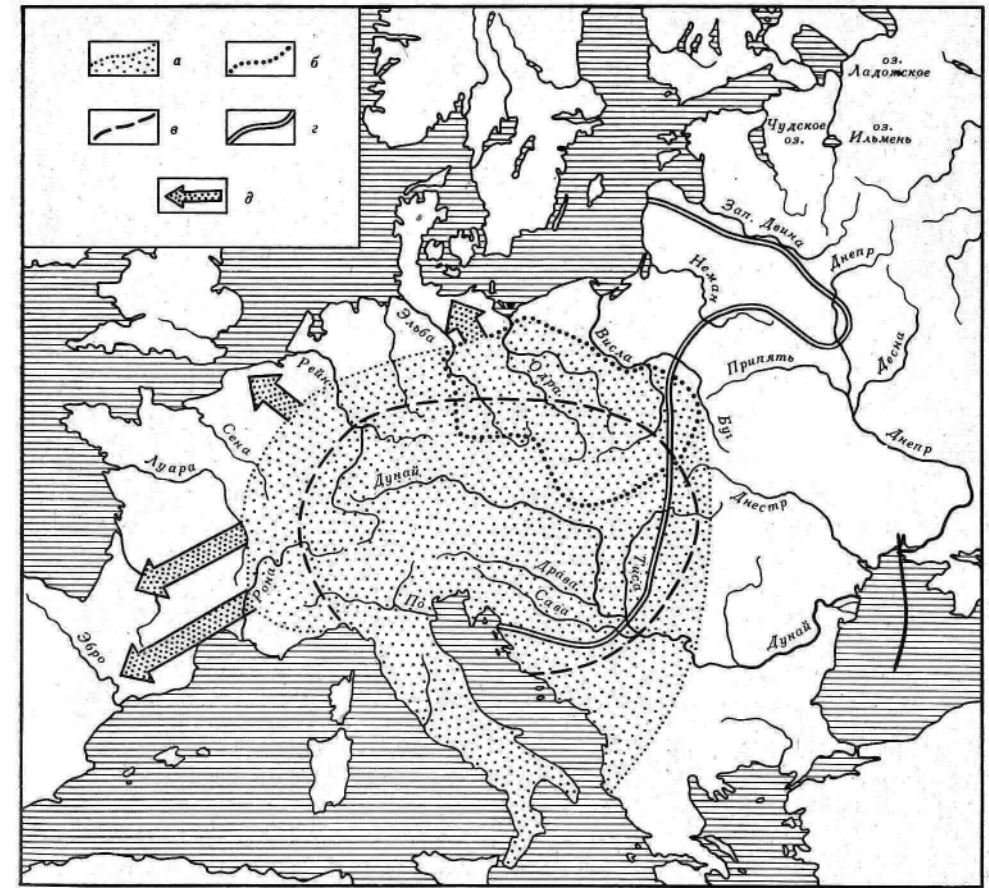 а
б
в
г
д
оз.
Ладожское
Чудское
оз.
оз.
Ильмень
Зап. Двина
Днепр
Неман
Эльба
Висла
Одра
Припять
Десна
Рейн
Буг
Сена
Днепр
Луара
Дунай
Днестр
Рона
Драва
Тиса
Сава
По
Эбро
Дунай